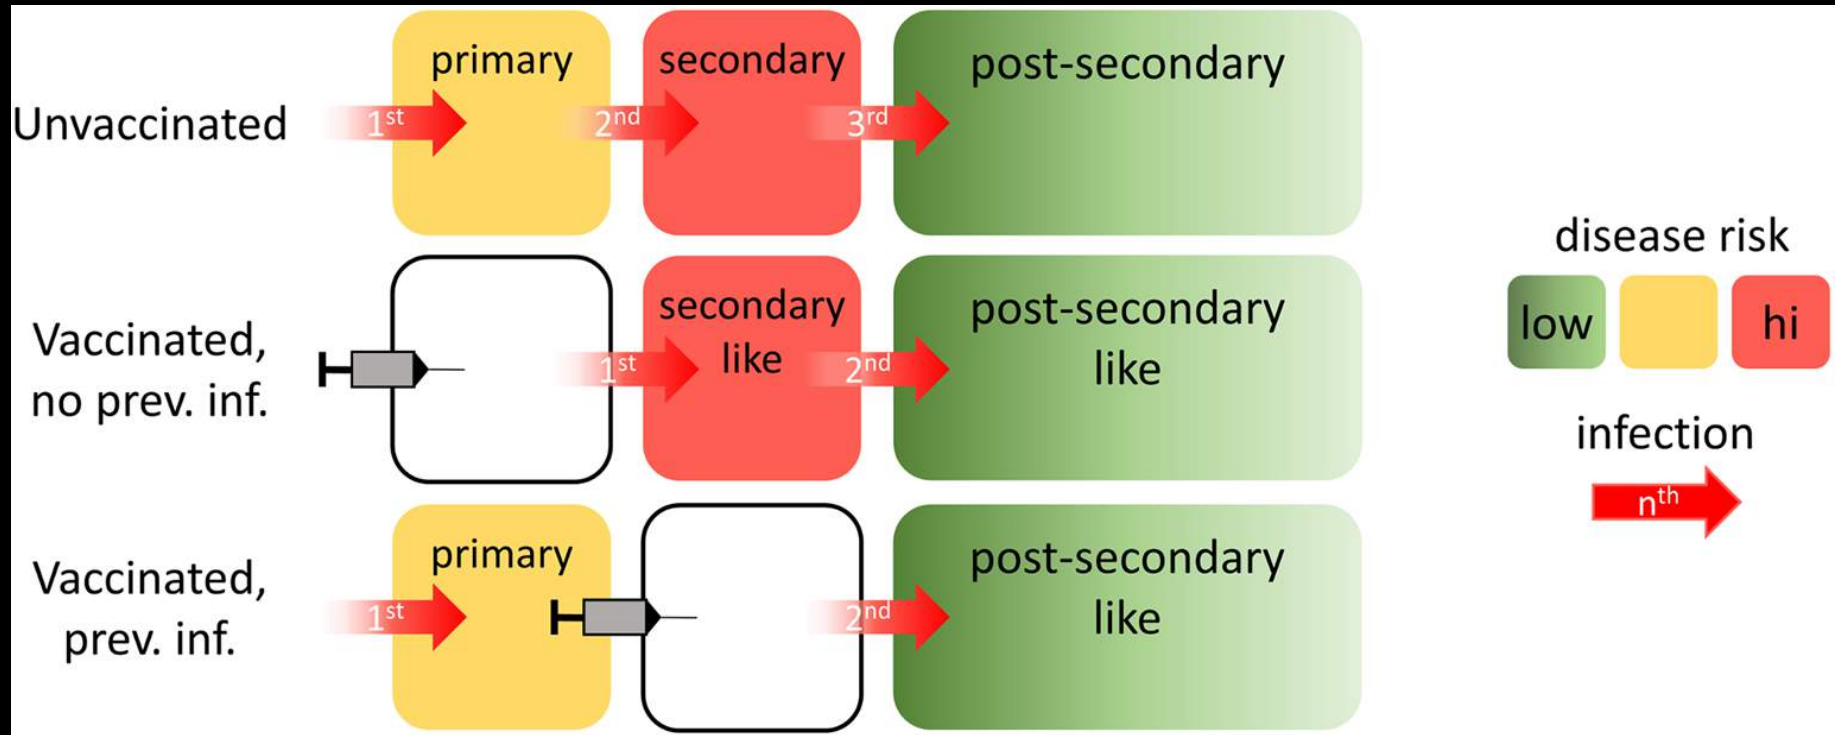 Unvaccinated
1st
primary
2nd
secondary
3rd
post-secondary
Vaccinated,
no prev. inf.
1st
secondary
like
2nd
post-secondary
like
Vaccinated,
prev. inf.
1st
primary
2nd
post-secondary
like
disease risk
low
hi
infection
nth